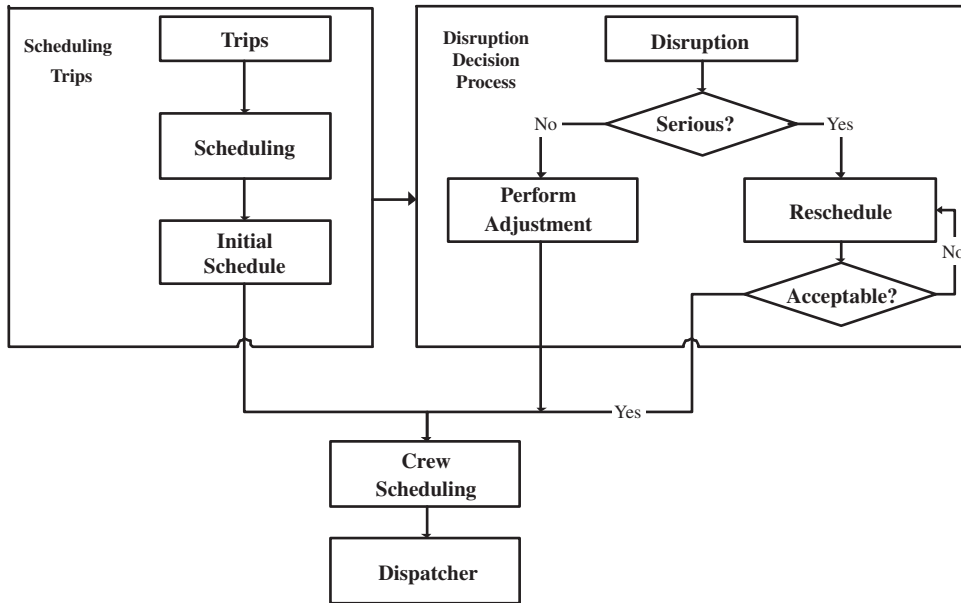 Scheduling
Trips
Trips
Scheduling
Initial
Schedule
Disruption
Decision
Process
Disruption
Serious?
No
Yes
Perform
Adjustment
Reschedule
No
Acceptable?
Yes
Crew
Scheduling
Dispatcher